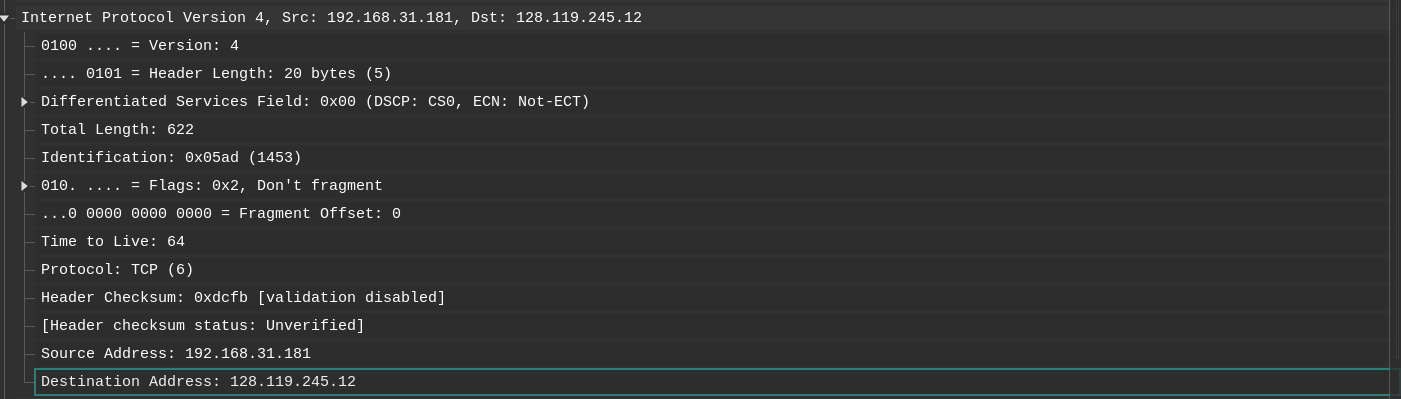 Internet Protocol Version 4, Src: 192.168.31.181, Dst: 128.119.245.12
0100 .... = Version: 4
.... 0101 = Header Length: 20 bytes (5)
Differentiated Services Field: 0x00 (DSCP: CS0, ECN: Not-ECT)
Total Length: 622
Identification: 0x05ad (1453)
010. .... = Flags: 0x2, Don't fragment
...0 0000 0000 0000 = Fragment Offset: 0
Time to Live: 64
Protocol: TCP (6)
Header Checksum: 0xdcfb [validation disabled]
[Header checksum status: Unverified]
Source Address: 192.168.31.181
Destination Address: 128.119.245.12